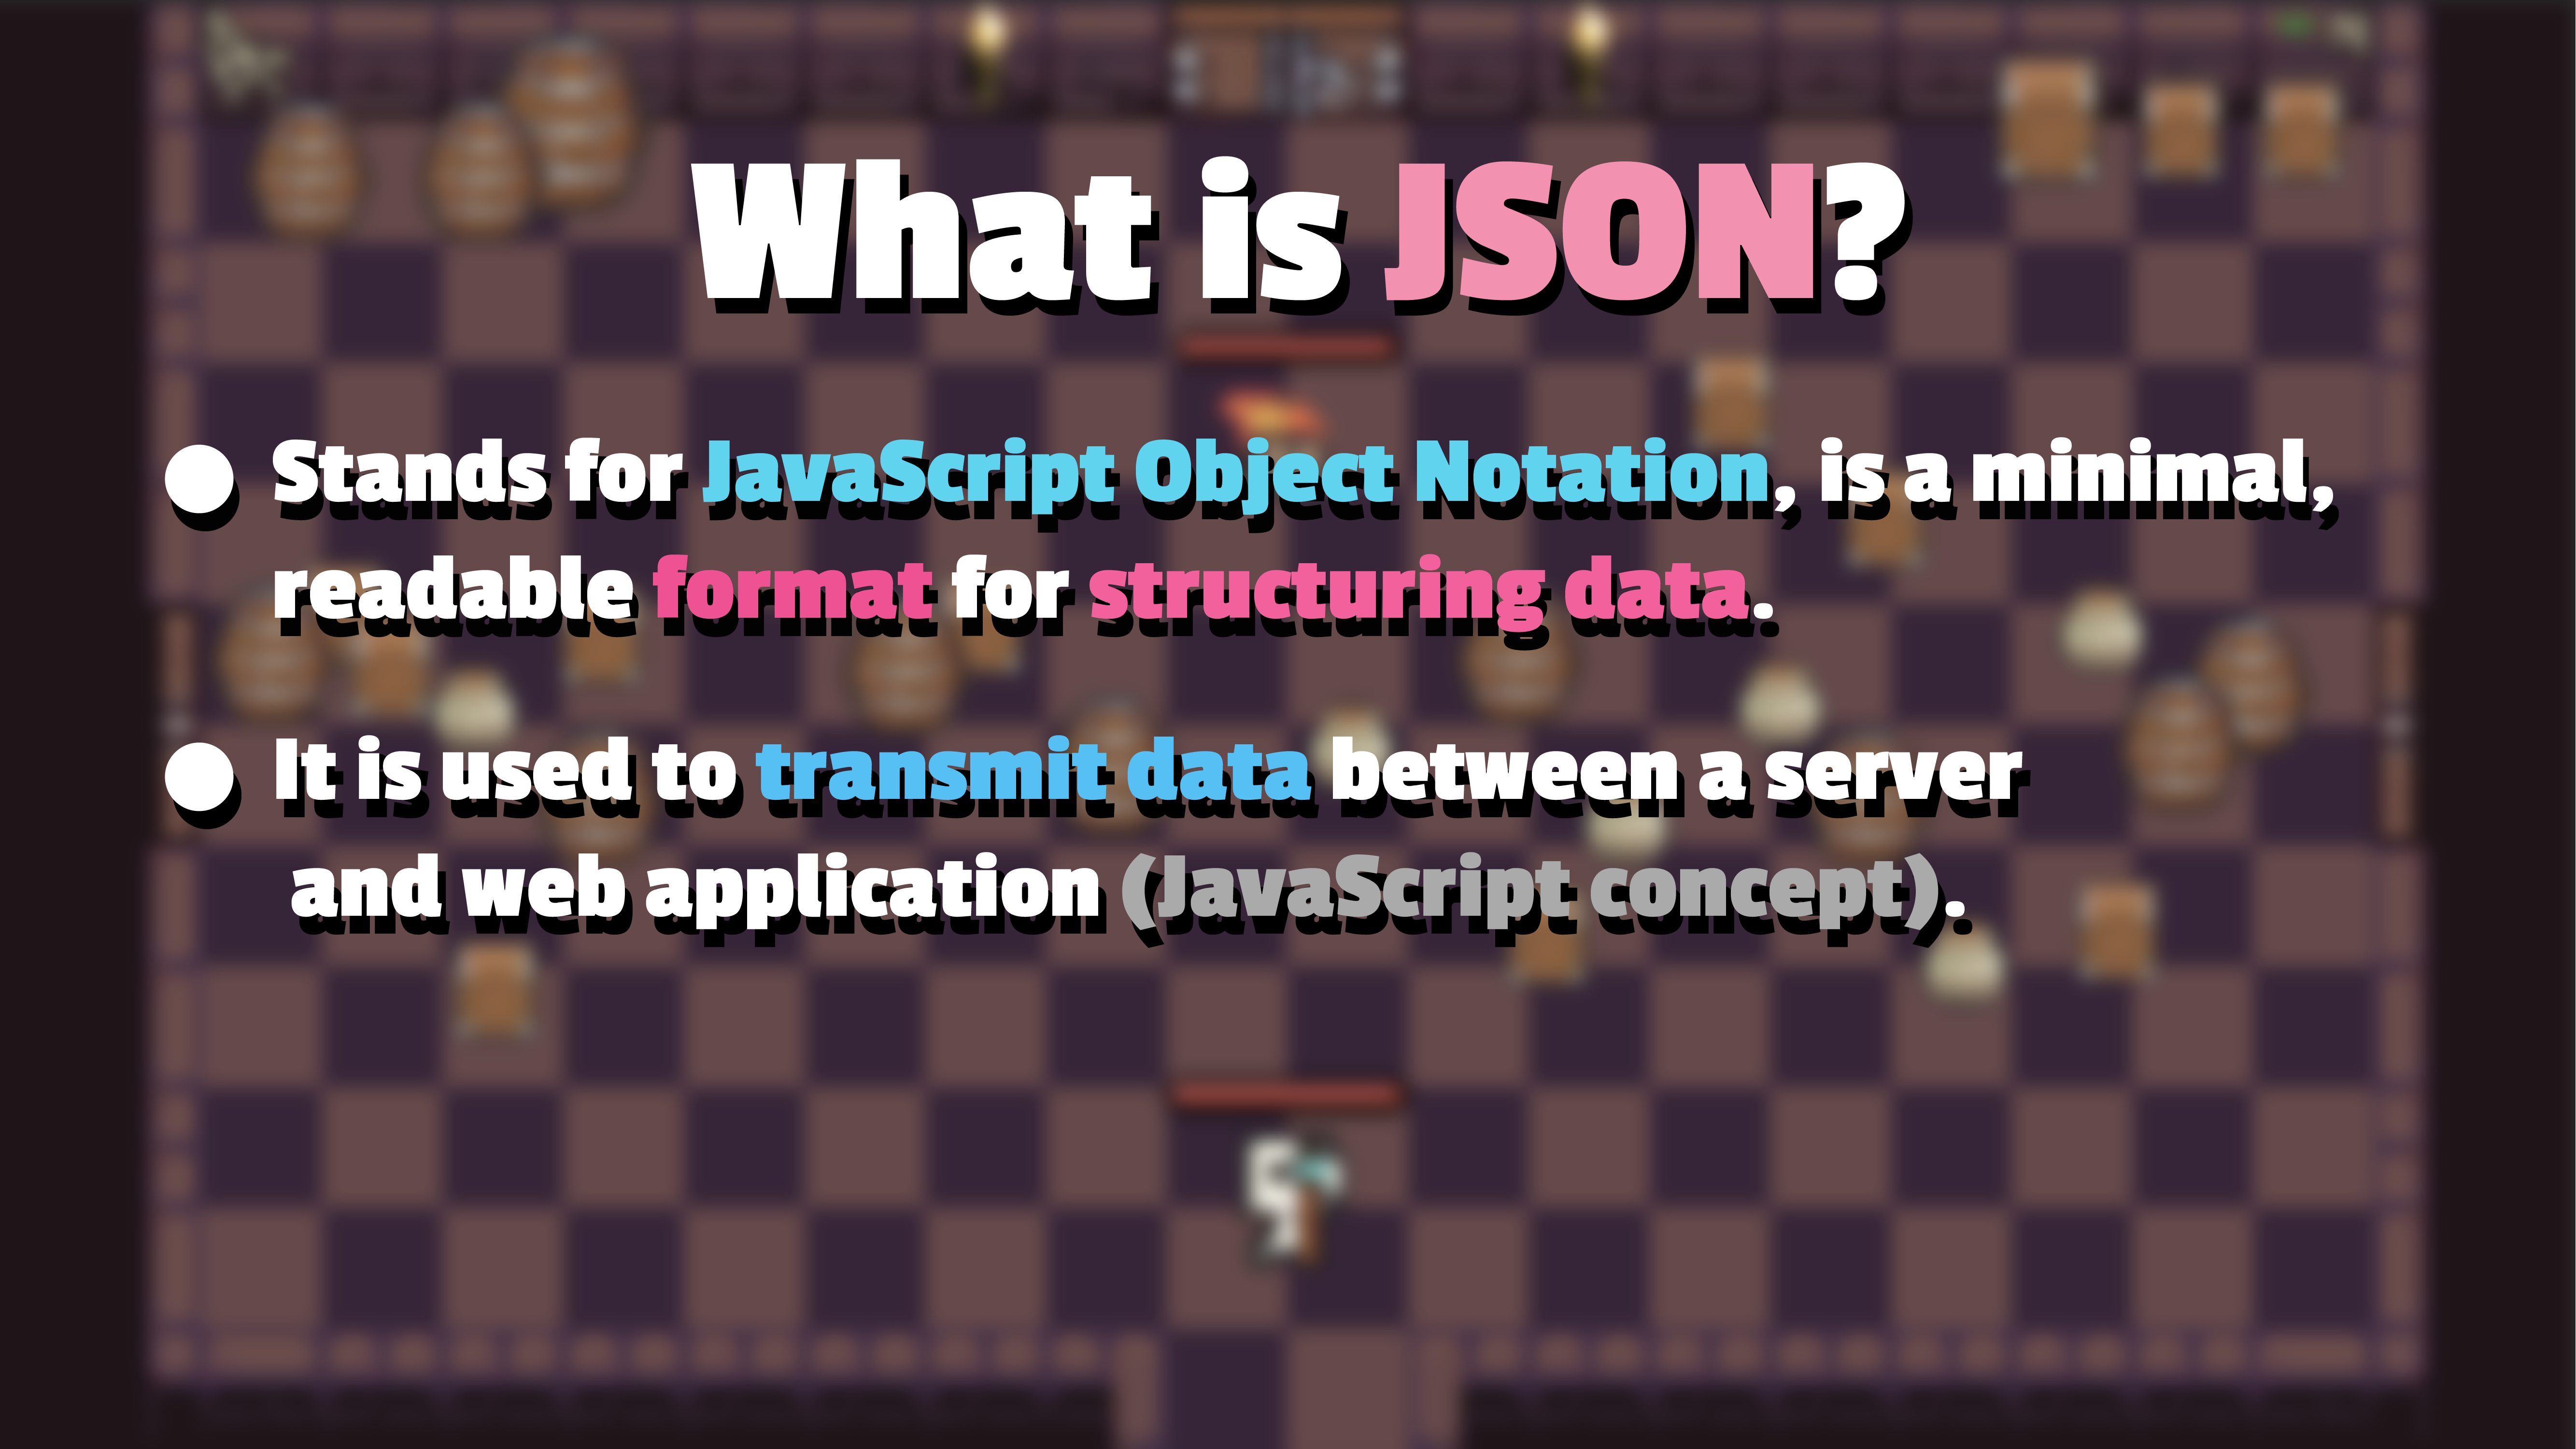 What is JSON?
● Stands for JavaScript Object Notation, is a minimal,
readable format for structuring data.
● It is used to transmit data between a server
and web application (JavaScript concept).